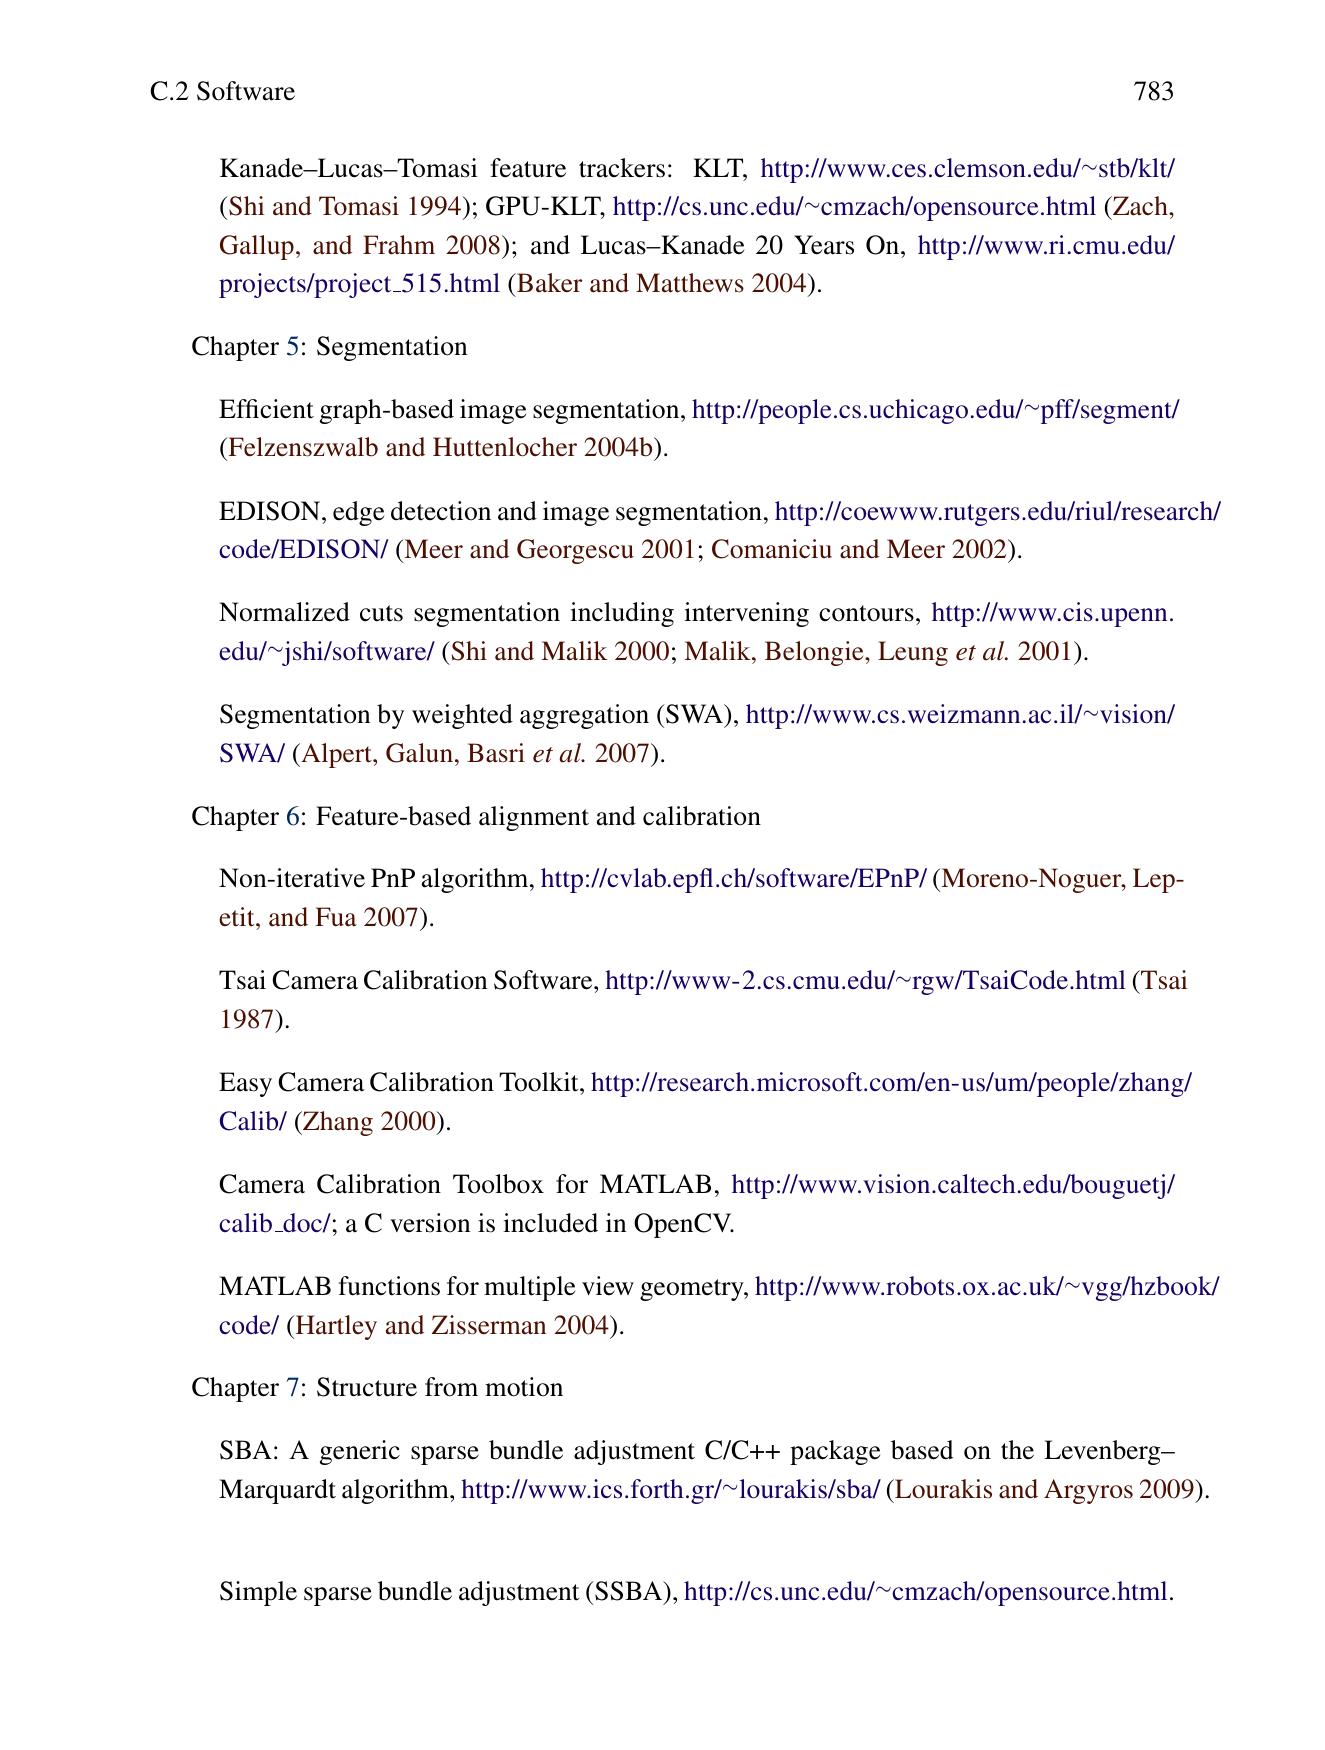 C.2 Software 783
Kanade–Lucas–Tomasi feature trackers: KLT, http://www.ces.clemson.edu/~stb/klt/
(Shi and Tomasi 1994); GPU-KLT, http://cs.unc.edu/~cmzach/opensource.html (Zach,
Gallup, and Frahm 2008); and Lucas–Kanade 20 Years On, http://www.ri.cmu.edu/
projects/project_515.html (Baker and Matthews 2004).
Chapter 5: Segmentation
Efficient graph-based image segmentation, http://people.cs.uchicago.edu/~pff/segment/
(Felzenszwalb and Huttenlocher 2004b).
EDISON, edge detection and image segmentation, http://coewww.rutgers.edu/riul/research/
code/EDISON/ (Meer and Georgescu 2001; Comaniciu and Meer 2002).
Normalized cuts segmentation including intervening contours, http://www.cis.upenn.
edu/~jshi/software/ (Shi and Malik 2000; Malik, Belongie, Leung et al. 2001).
Segmentation by weighted aggregation (SWA), http://www.cs.weizmann.ac.il/~vision/
SWA/ (Alpert, Galun, Basri et al. 2007).
Chapter 6: Feature-based alignment and calibration
Non-iterative PnP algorithm, http://cvlab.epfl.ch/software/EPnP/ (Moreno-Noguer, Lep-
etit, and Fua 2007).
Tsai Camera Calibration Software, http://www-2.cs.cmu.edu/~rgw/TsaiCode.html (Tsai
1987).
Easy Camera Calibration Toolkit, http://research.microsoft.com/en-us/um/people/zhang/
Calib/ (Zhang 2000).
Camera Calibration Toolbox for MATLAB, http://www.vision.caltech.edu/bouguetj/
calib_doc/; a C version is included in OpenCV.
MATLAB functions for multiple view geometry, http://www.robots.ox.ac.uk/~vgg/hzbook/
code/ (Hartley and Zisserman 2004).
Chapter 7: Structure from motion
SBA: A generic sparse bundle adjustment C/C++ package based on the Levenberg–
Marquardt algorithm, http://www.ics.forth.gr/~lourakis/sba/ (Lourakis and Argyros 2009).
Simple sparse bundle adjustment (SSBA), http://cs.unc.edu/~cmzach/opensource.html.